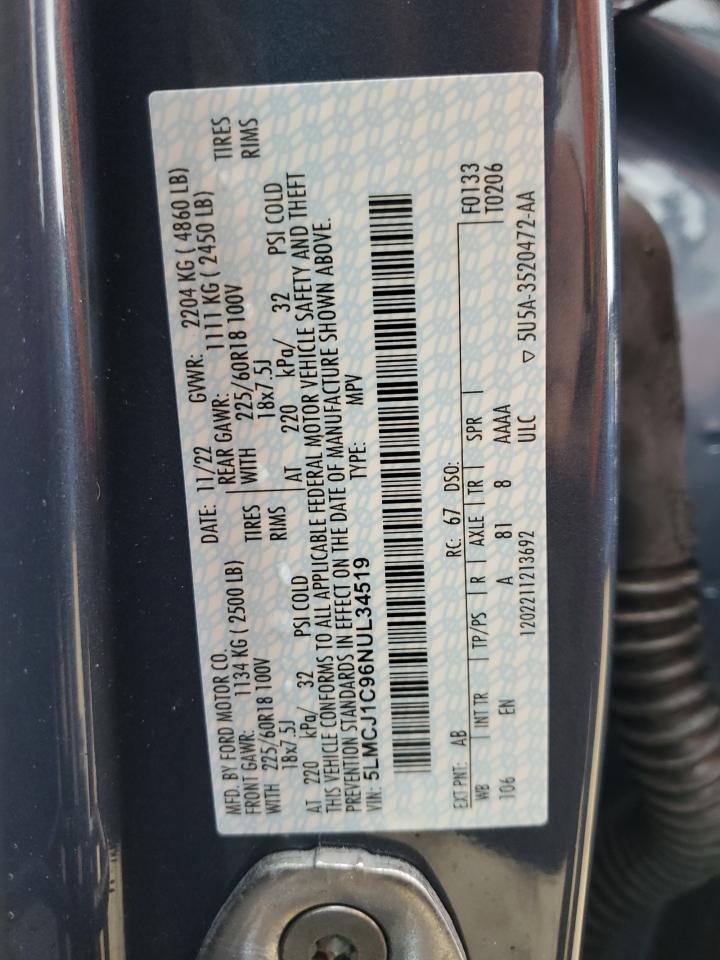 MFD. BY FORD MOTOR CO. DATE: 11/22 GVWR: 2204 KG ( 4860 LB)
FRONT GAWR: 1134 KG ( 2500 LB) REAR GAWR: 1111 KG ( 2450 LB)
WITH 225/60R18 100V TIRES WITH 225/60R18 100V TIRES
18x7.5J RIMS 18x7.5J RIMS
AT 220 kPa/ 32 PSI COLD AT 220 kPa/ 32 PSI COLD
THIS VEHICLE CONFORMS TO ALL APPLICABLE FEDERAL MOTOR VEHICLE SAFETY AND THEFT
PREVENTION STANDARDS IN EFFECT ON THE DATE OF MANUFACTURE SHOWN ABOVE.
VIN: 5LMCJ1C96NUL34519 TYPE: MPV
EXT PNT: AB RC: 67 DSO: F0133
WB INT TR TP/PS R AXLE TR SPR T0206
106 EN A 81 8 AAAA
1202211213692 ULC ▽ 5U5A-3520472-AA